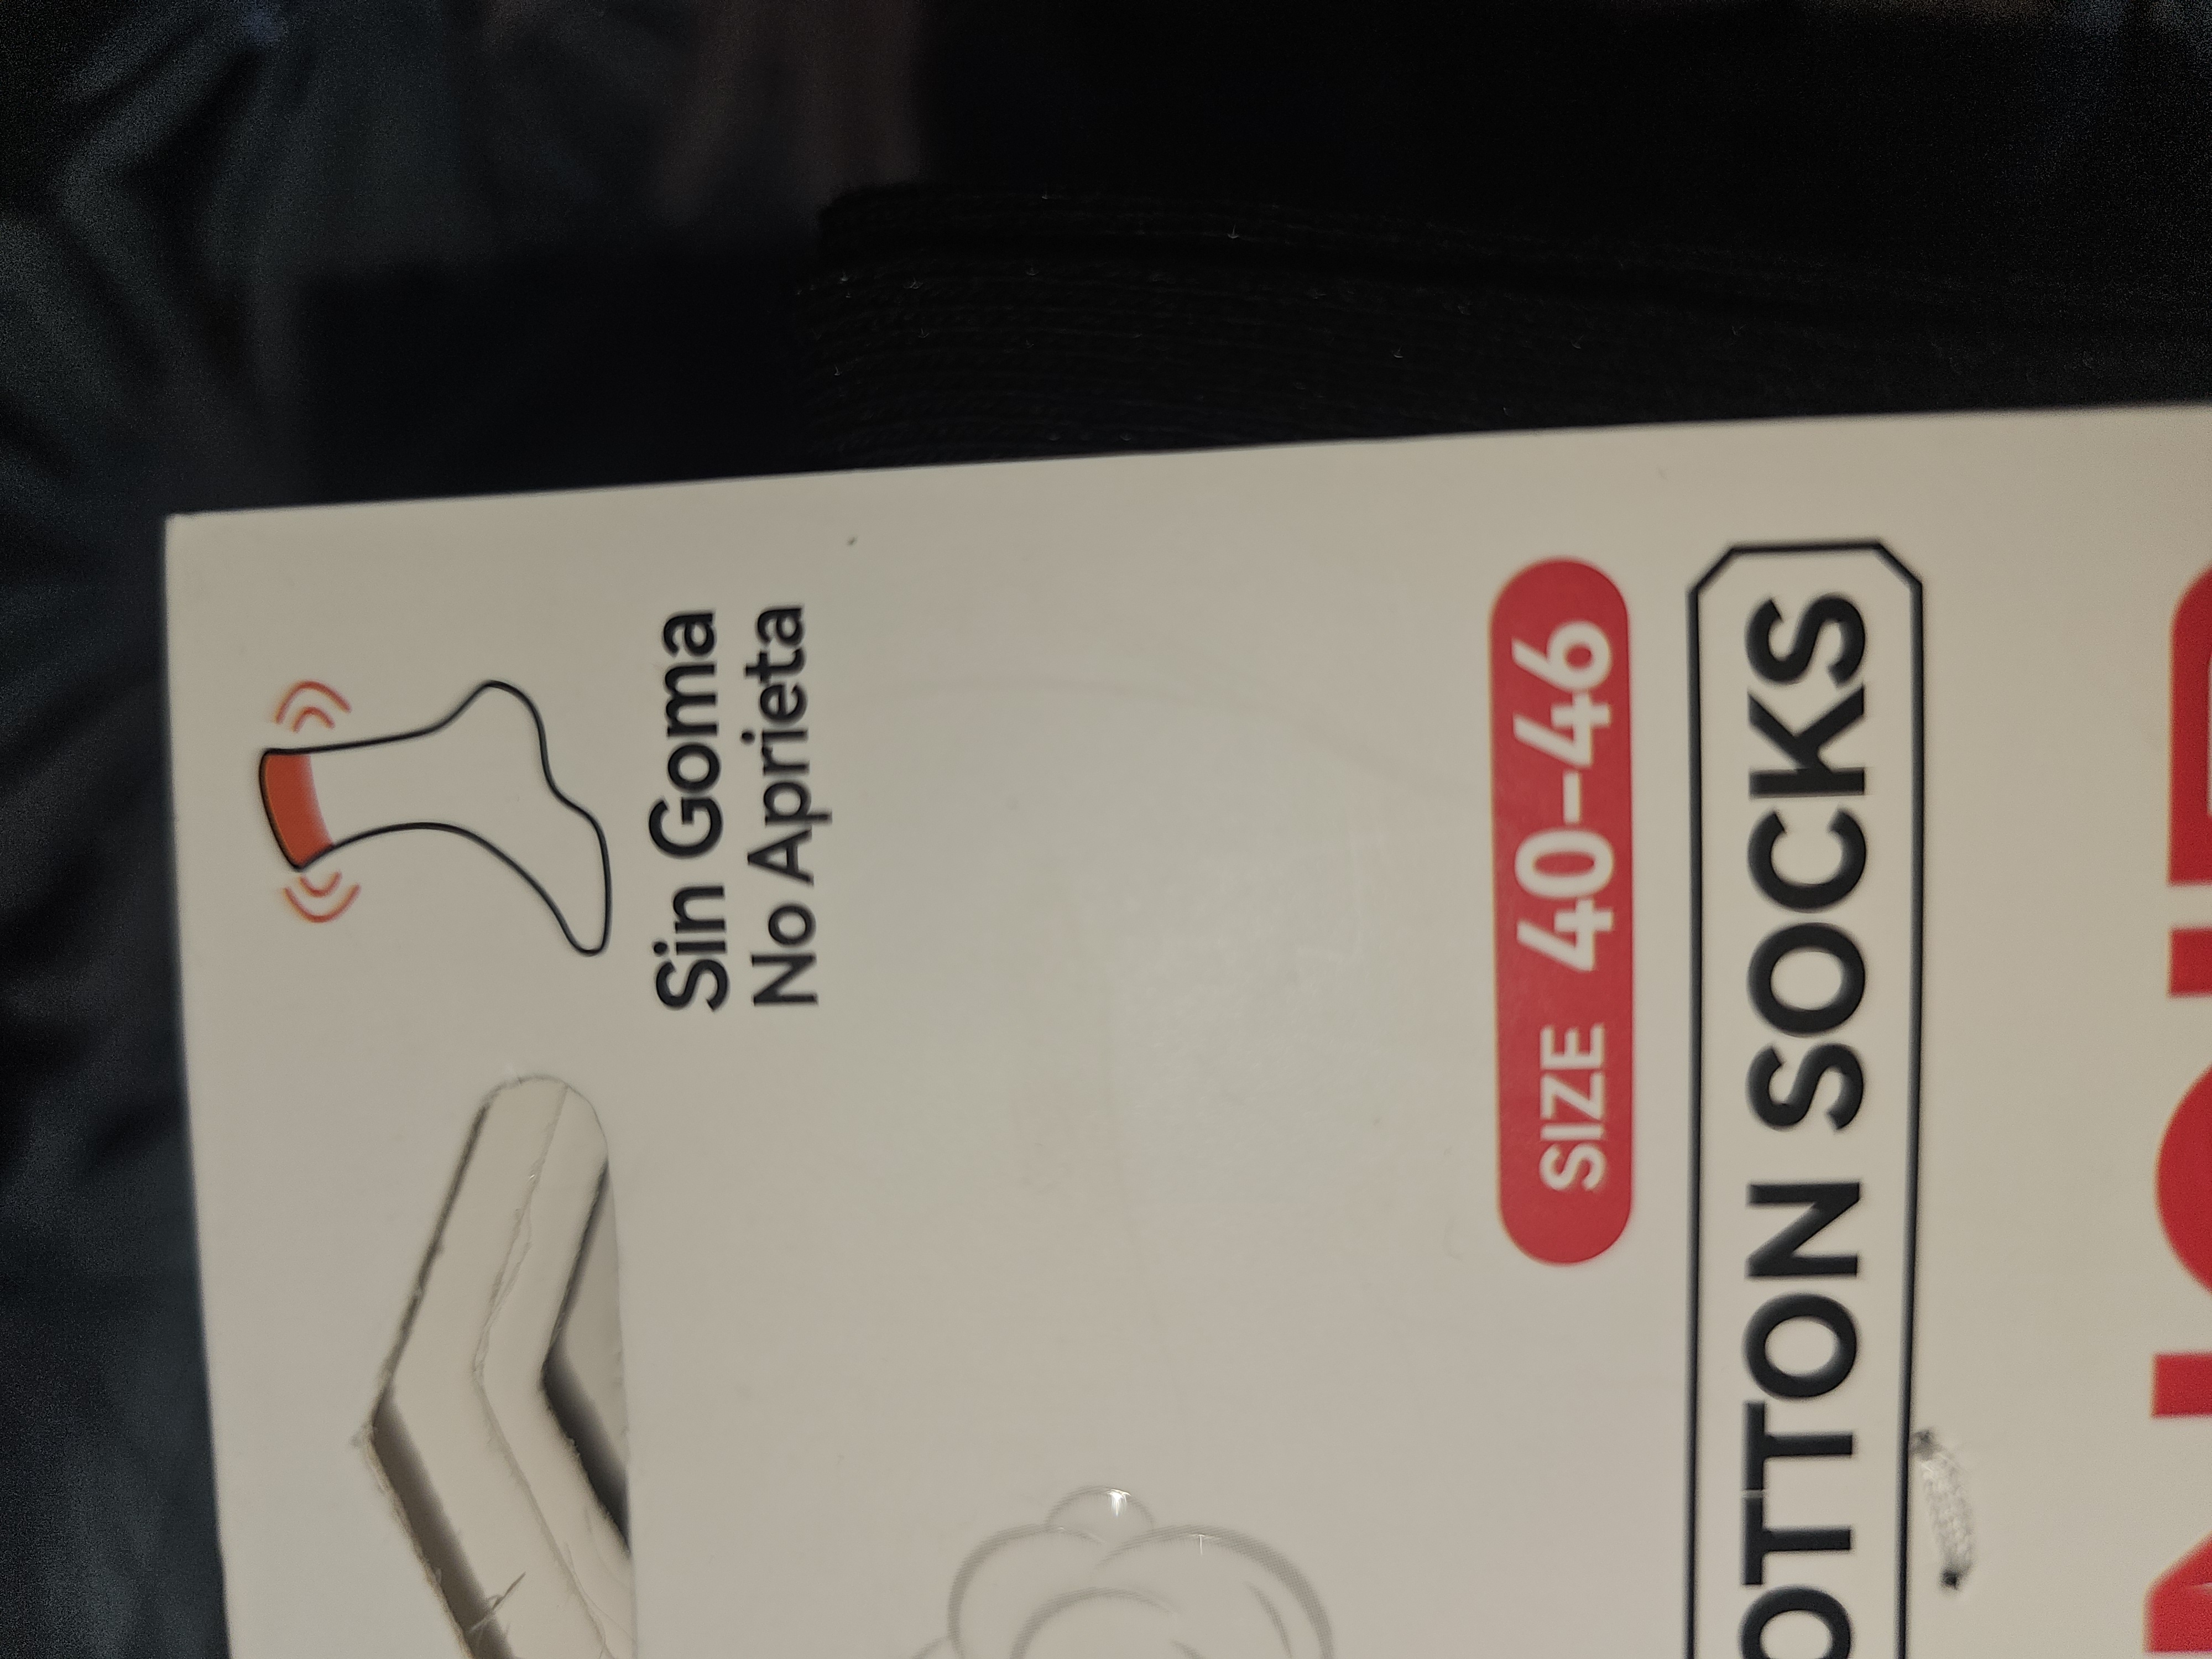 Sin Goma
No Aprieta
SIZE 40-46
OTTON SOCKS